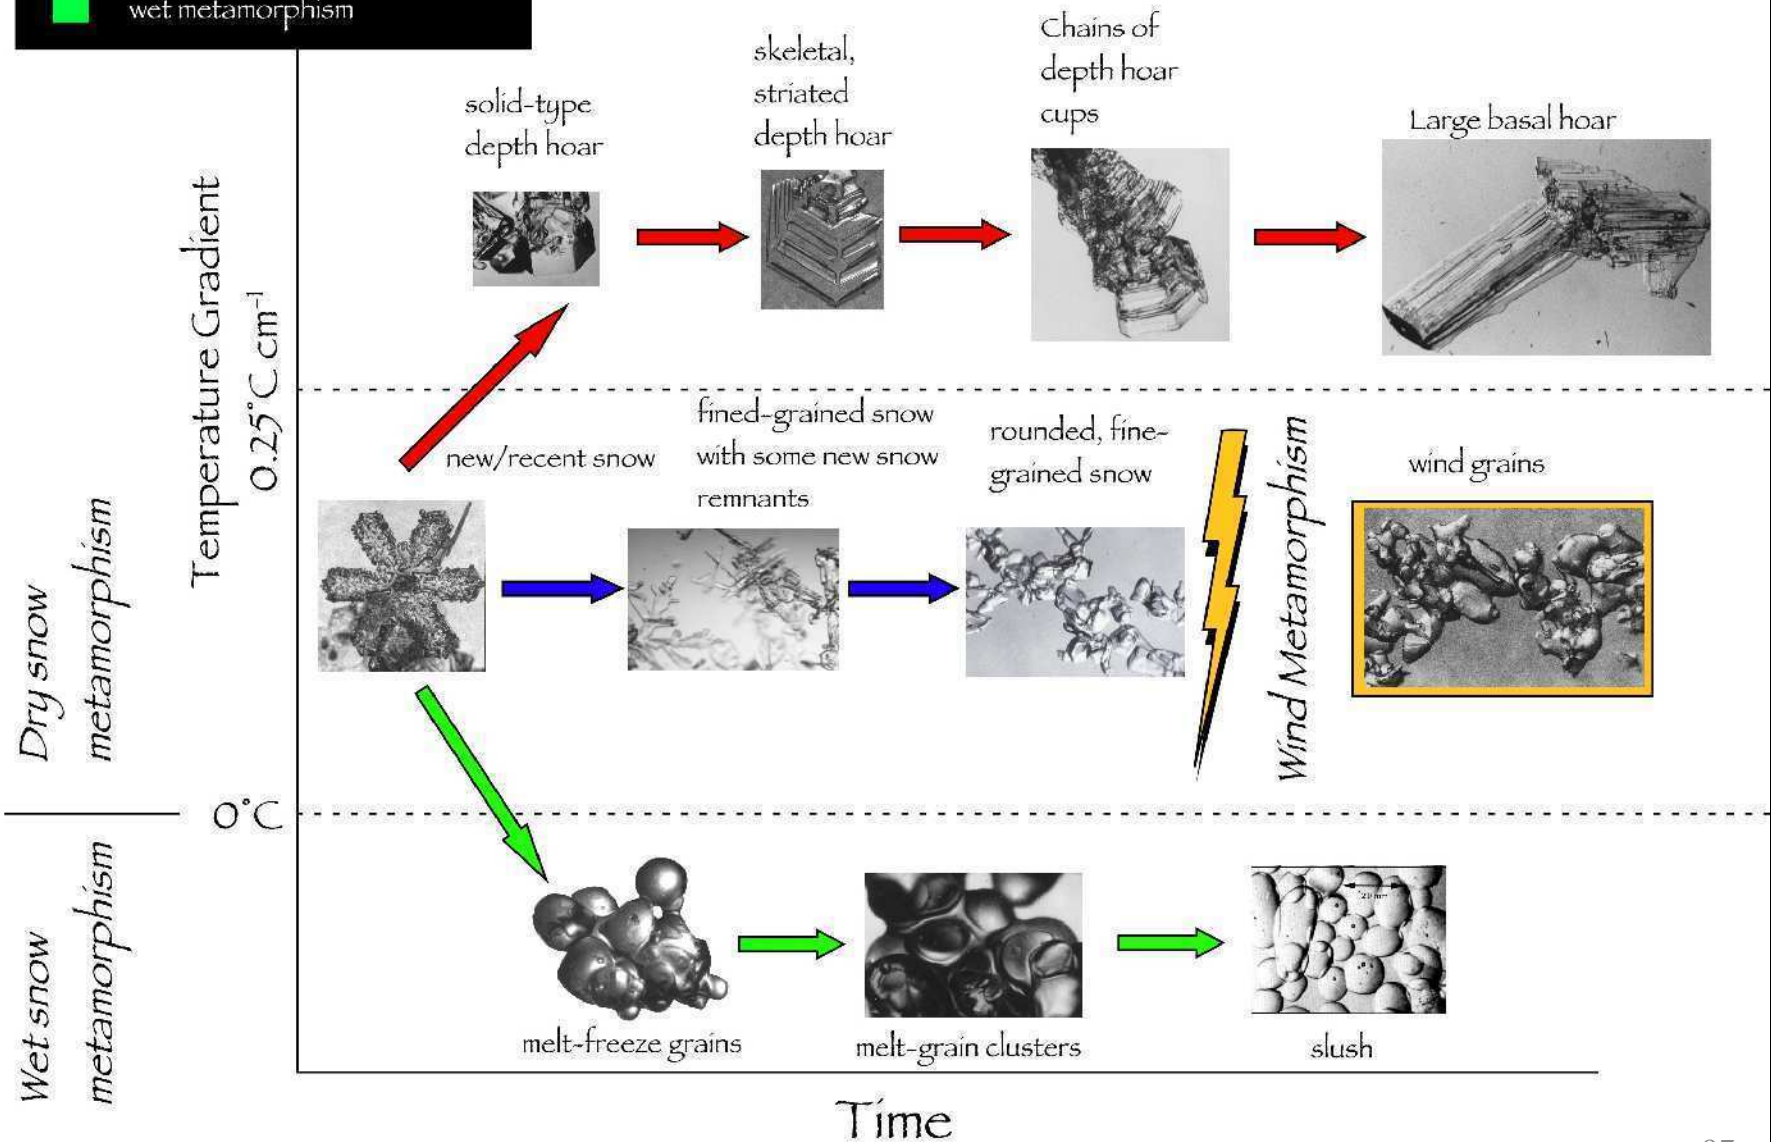 wet metamorphism
Temperature Gradient
0.25°C cm⁻¹
Dry snow
metamorphism
Wet snow
metamorphism
0°C
solid-type
depth hoar
skeletal,
striated
depth hoar
Chains of
depth hoar
cups
Large basal hoar
new/recent snow
fined-grained snow
with some new snow
remnants
rounded, fine-
grained snow
Wind Metamorphism
wind grains
melt-freeze grains
melt-grain clusters
slush
Time